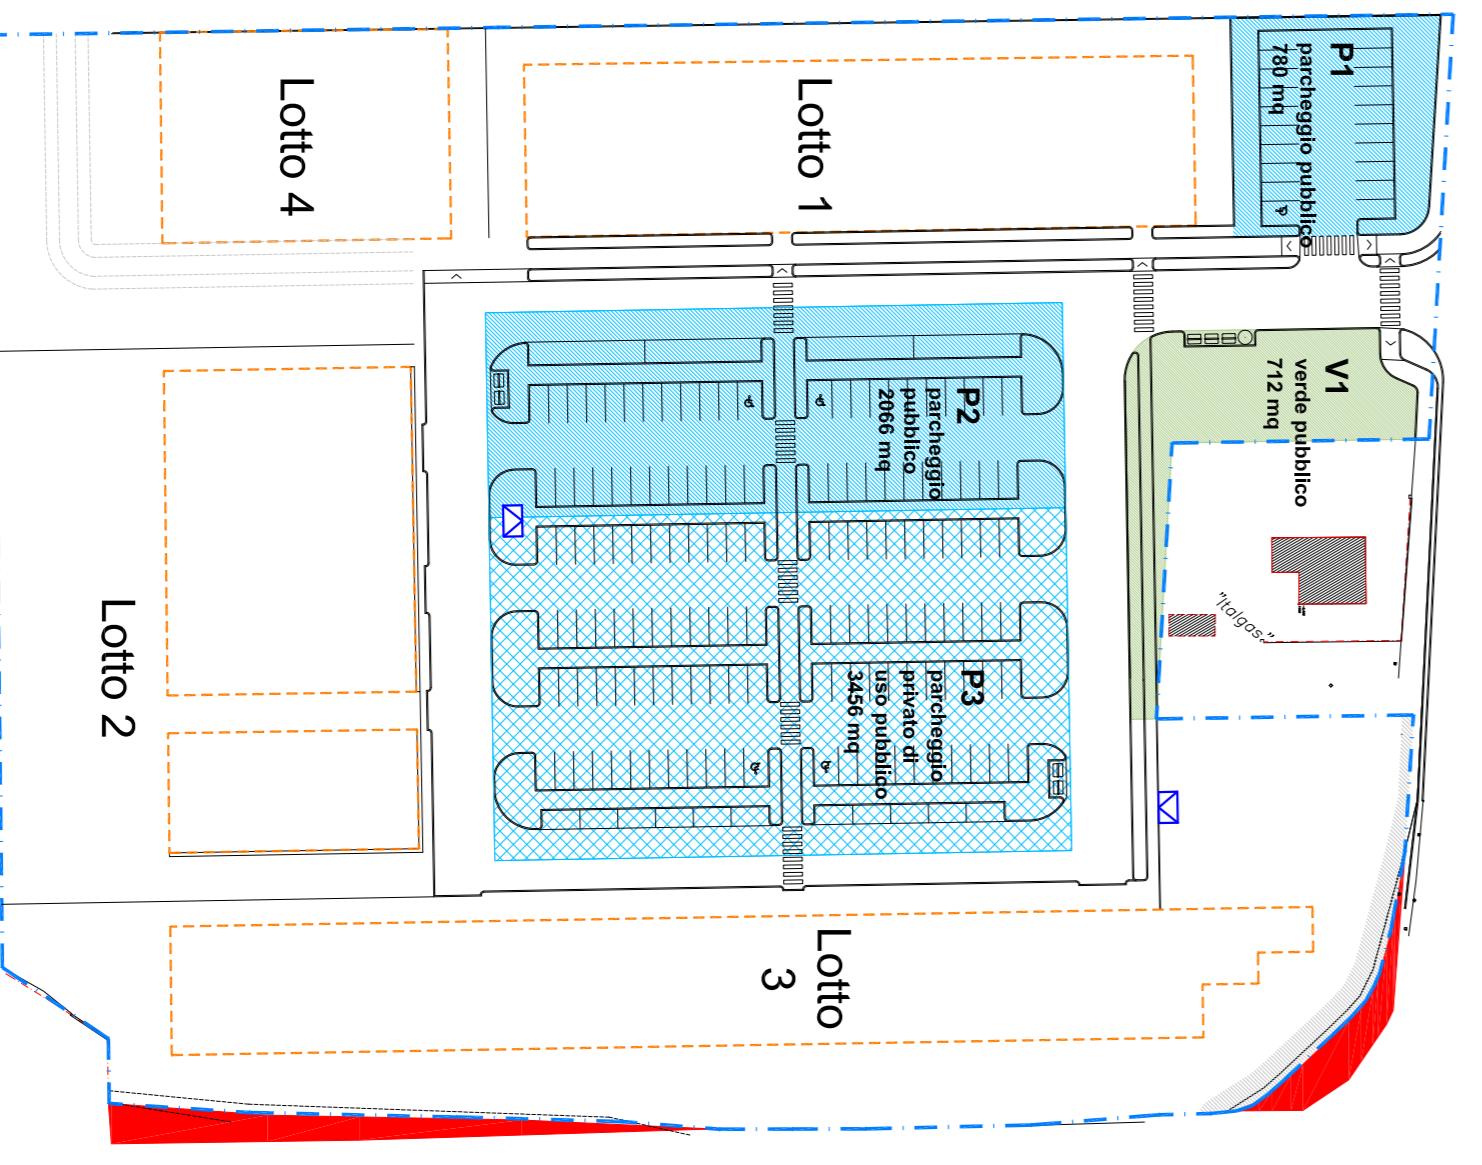 P1
parcheggio pubblico
780 mq
Lotto 1
Lotto 4
V1
verde pubblico
712 mq
P2
parcheggio
pubblico
2066 mq
"Italgas"
P3
parcheggio
privato di
uso pubblico
3456 mq
Lotto 2
Lotto
3